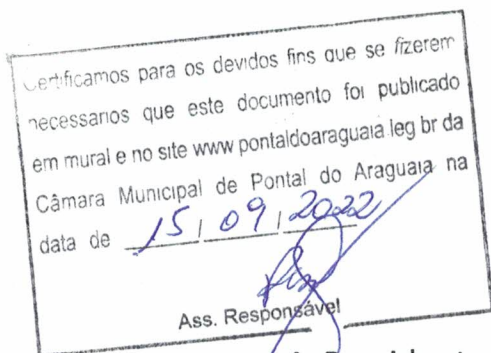 Certificamos para os devidos fins que se fizerem
necessarios que este documento foi publicado
em mural e no site www pontaldoaraguaia leg br da
Câmara Municipal de Pontal do Araguaia na
data de 15/09/2022
Ass. Responsável